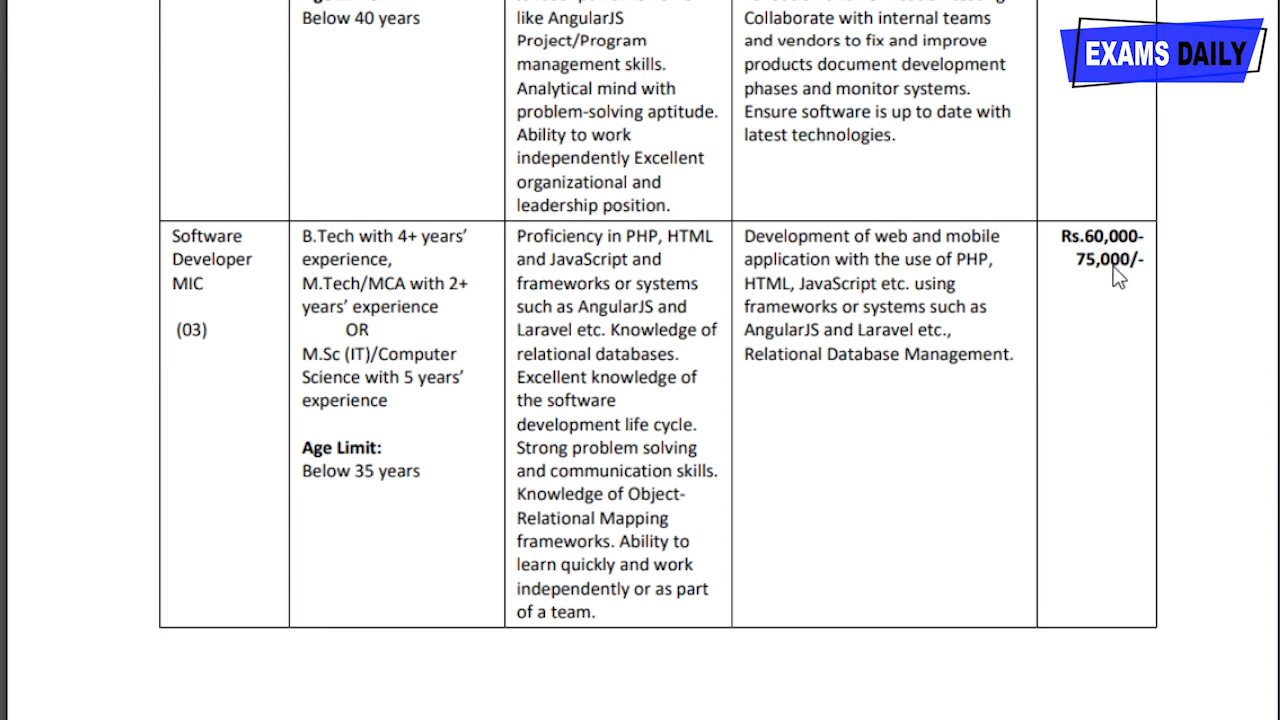 Below 40 years
like AngularJS
Project/Program
management skills.
Analytical mind with
problem-solving aptitude.
Ability to work
independently Excellent
organizational and
leadership position.
Collaborate with internal teams
and vendors to fix and improve
products document development
phases and monitor systems.
Ensure software is up to date with
latest technologies.
EXAMS DAILY
Software
Developer
MIC
(03)
B.Tech with 4+ years’
experience,
M.Tech/MCA with 2+
years’ experience
OR
M.Sc (IT)/Computer
Science with 5 years’
experience
Age Limit:
Below 35 years
Proficiency in PHP, HTML
and JavaScript and
frameworks or systems
such as AngularJS and
Laravel etc. Knowledge of
relational databases.
Excellent knowledge of
the software
development life cycle.
Strong problem solving
and communication skills.
Knowledge of Object-
Relational Mapping
frameworks. Ability to
learn quickly and work
independently or as part
of a team.
Development of web and mobile
application with the use of PHP,
HTML, JavaScript etc. using
frameworks or systems such as
AngularJS and Laravel etc.,
Relational Database Management.
Rs.60,000-
75,000/-